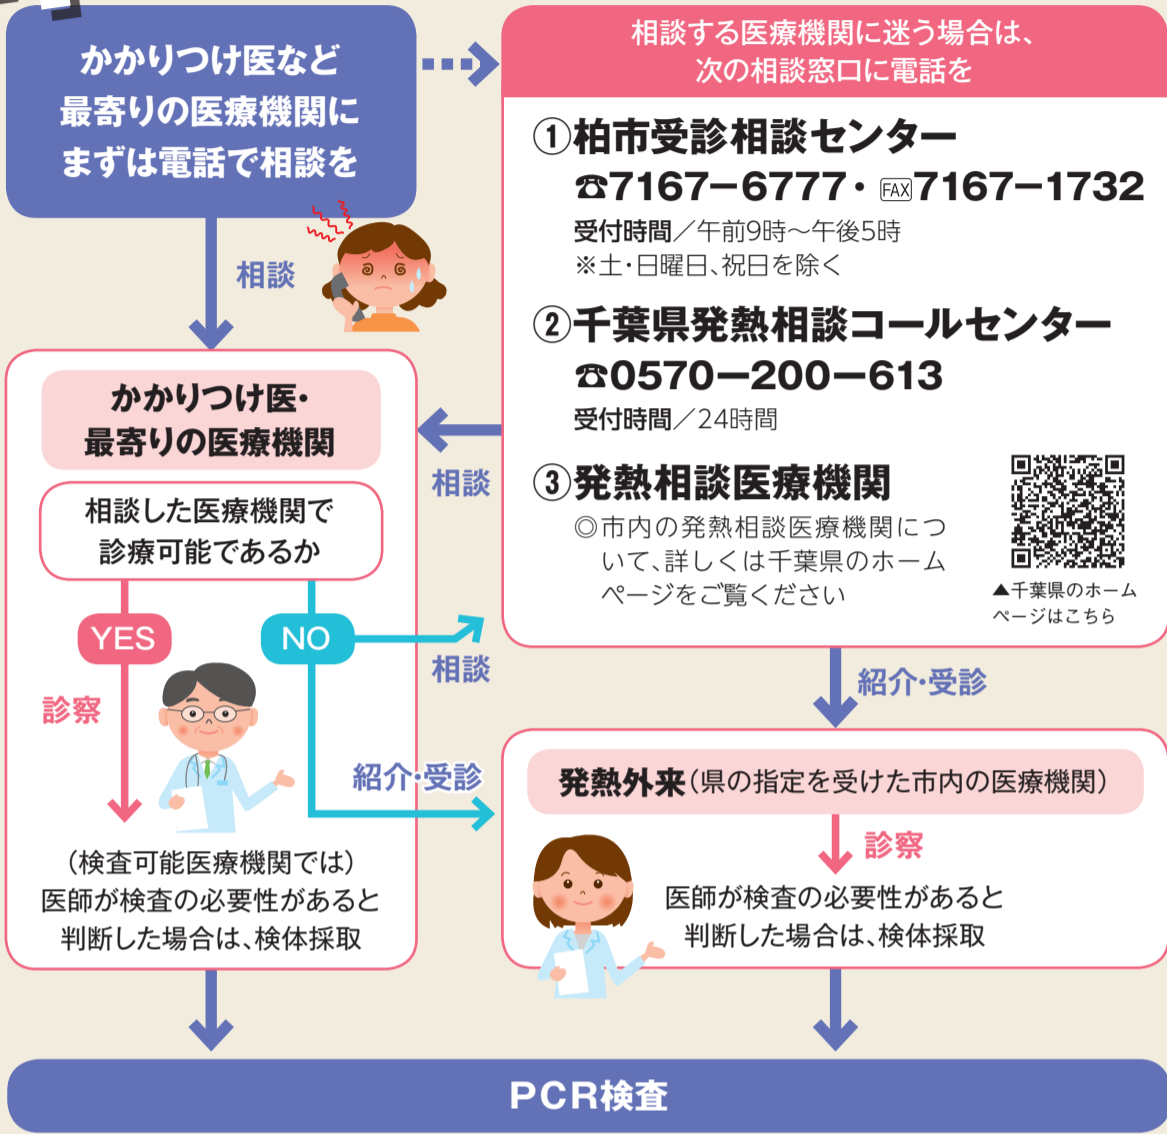 かかりつけ医など
最寄りの医療機関に
まずは電話で相談を
相談する医療機関に迷う場合は、
次の相談窓口に電話を
①柏市受診相談センター
☎7167−6777・FAX7167−1732
受付時間／午前9時〜午後5時
※土・日曜日、祝日を除く
②千葉県発熱相談コールセンター
☎0570−200−613
受付時間／24時間
③発熱相談医療機関
◎市内の発熱相談医療機関につ
いて、詳しくは千葉県のホーム
ページをご覧ください
▲千葉県のホーム
ページはこちら
相談
かかりつけ医・
最寄りの医療機関
相談
相談した医療機関で
診療可能であるか
YES
NO
相談
診察
紹介・受診
紹介・受診
(検査可能医療機関では)
医師が検査の必要性があると
判断した場合は、検体採取
発熱外来(県の指定を受けた市内の医療機関)
診察
医師が検査の必要性があると
判断した場合は、検体採取
PCR検査